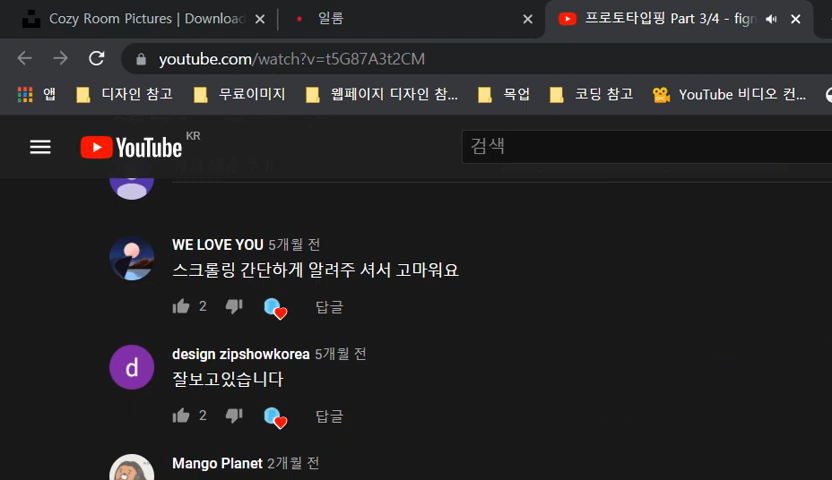 Cozy Room Pictures | Download
일룸
프로토타이핑 Part 3/4 - figm
youtube.com/watch?v=t5G87A3t2CM
앱 디자인 참고 무료이미지 웹페이지 디자인 참... 목업 코딩 참고 YouTube 비디오 컨...
YouTube KR
검색
WE LOVE YOU 5개월 전
스크롤링 간단하게 알려주 셔서 고마워요
2 답글
d
design zipshowkorea 5개월 전
잘보고있습니다
2 답글
Mango Planet 2개월 전